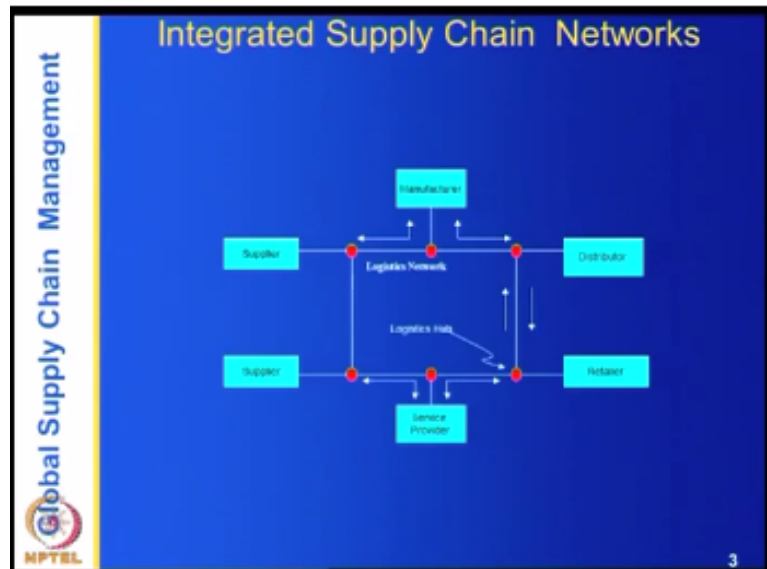 Integrated Supply Chain Networks
Global Supply Chain Management
Manufacturer
Supplier
Distributor
Logistics Network
Logistics Hub
Supplier
Retailer
Service
Provider
NPTEL
3